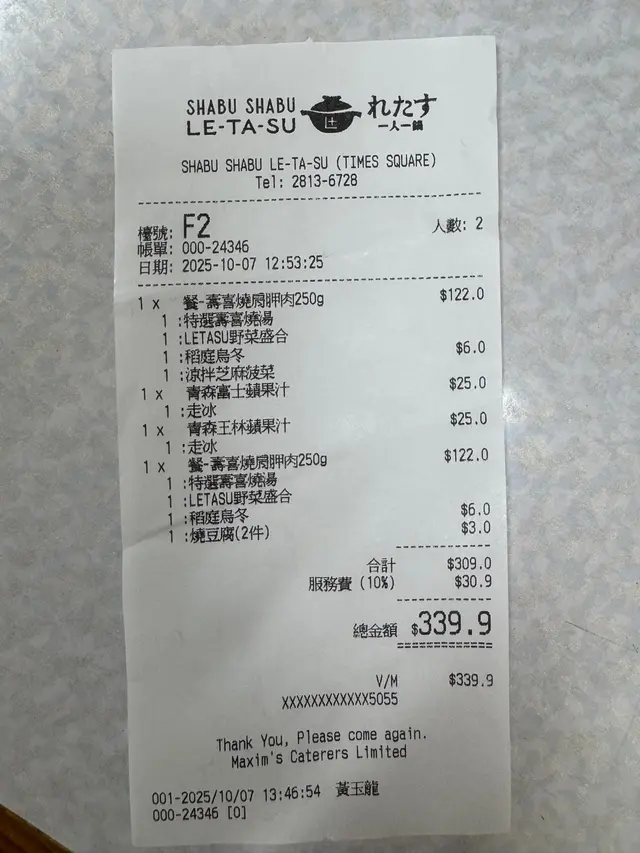 SHABU SHABU
LE-TA-SU
れたす
一人一鍋
SHABU SHABU LE-TA-SU (TIMES SQUARE)
Tel: 2813-6728
檯號: F2 人數: 2
帳單: 000-24346
日期: 2025-10-07 12:53:25
1 x 餐-壽喜燒肩胛肉250g $122.0
1 :特選壽喜燒湯
1 :LETASU野菜盛合
1 :稻庭烏冬 $6.0
1 :涼拌芝麻菠菜
1 x 青森富士蘋果汁 $25.0
1 :走冰
1 x 青森王林蘋果汁 $25.0
1 :走冰
1 x 餐-壽喜燒肩胛肉250g $122.0
1 :特選壽喜燒湯
1 :LETASU野菜盛合
1 :稻庭烏冬 $6.0
1 :燒豆腐(2件) $3.0
合計 $309.0
服務費 (10%) $30.9
總金額 $339.9
V/M $339.9
XXXXXXXXXXXX5055
Thank You, Please come again.
Maxim's Caterers Limited
001-2025/10/07 13:46:54 黃玉龍
000-24346 [0]